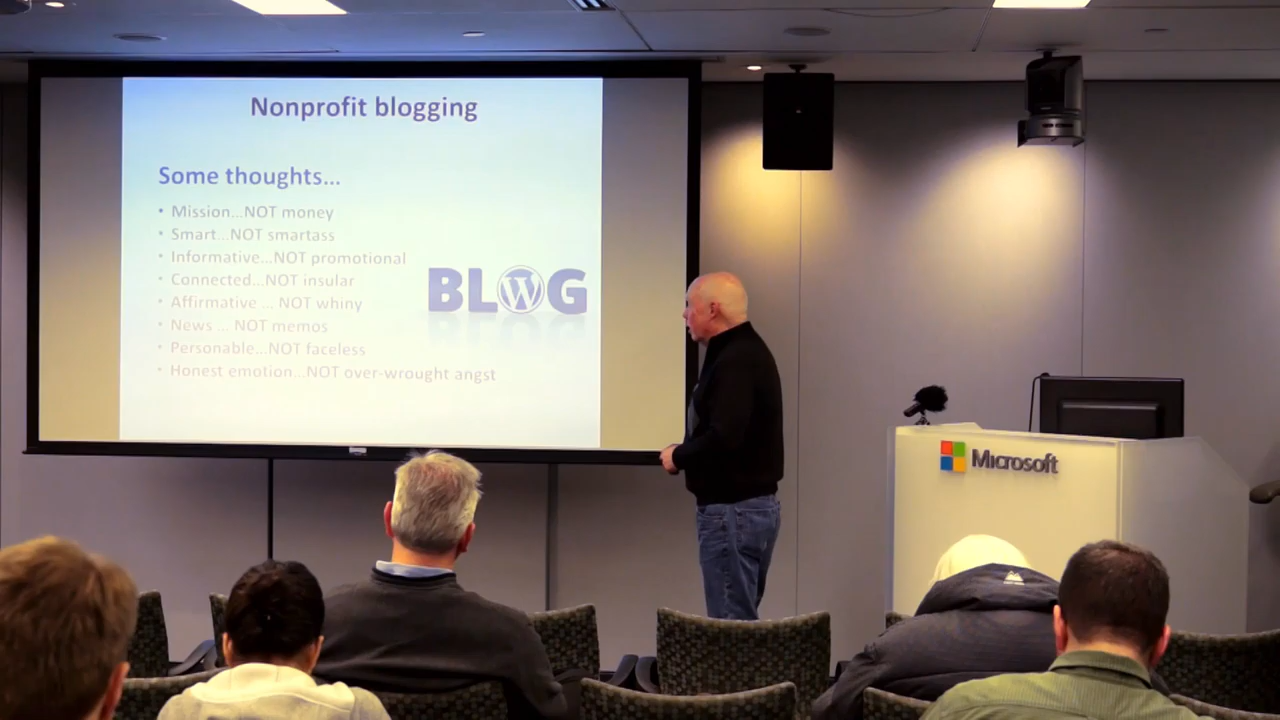 Nonprofit blogging
Some thoughts...
• Mission...NOT money
• Smart...NOT smartass
• Informative...NOT promotional
• Connected...NOT insular
• Affirmative ... NOT whiny
• News ... NOT memos
• Personable...NOT faceless
• Honest emotion...NOT over-wrought angst
BLOG
Microsoft